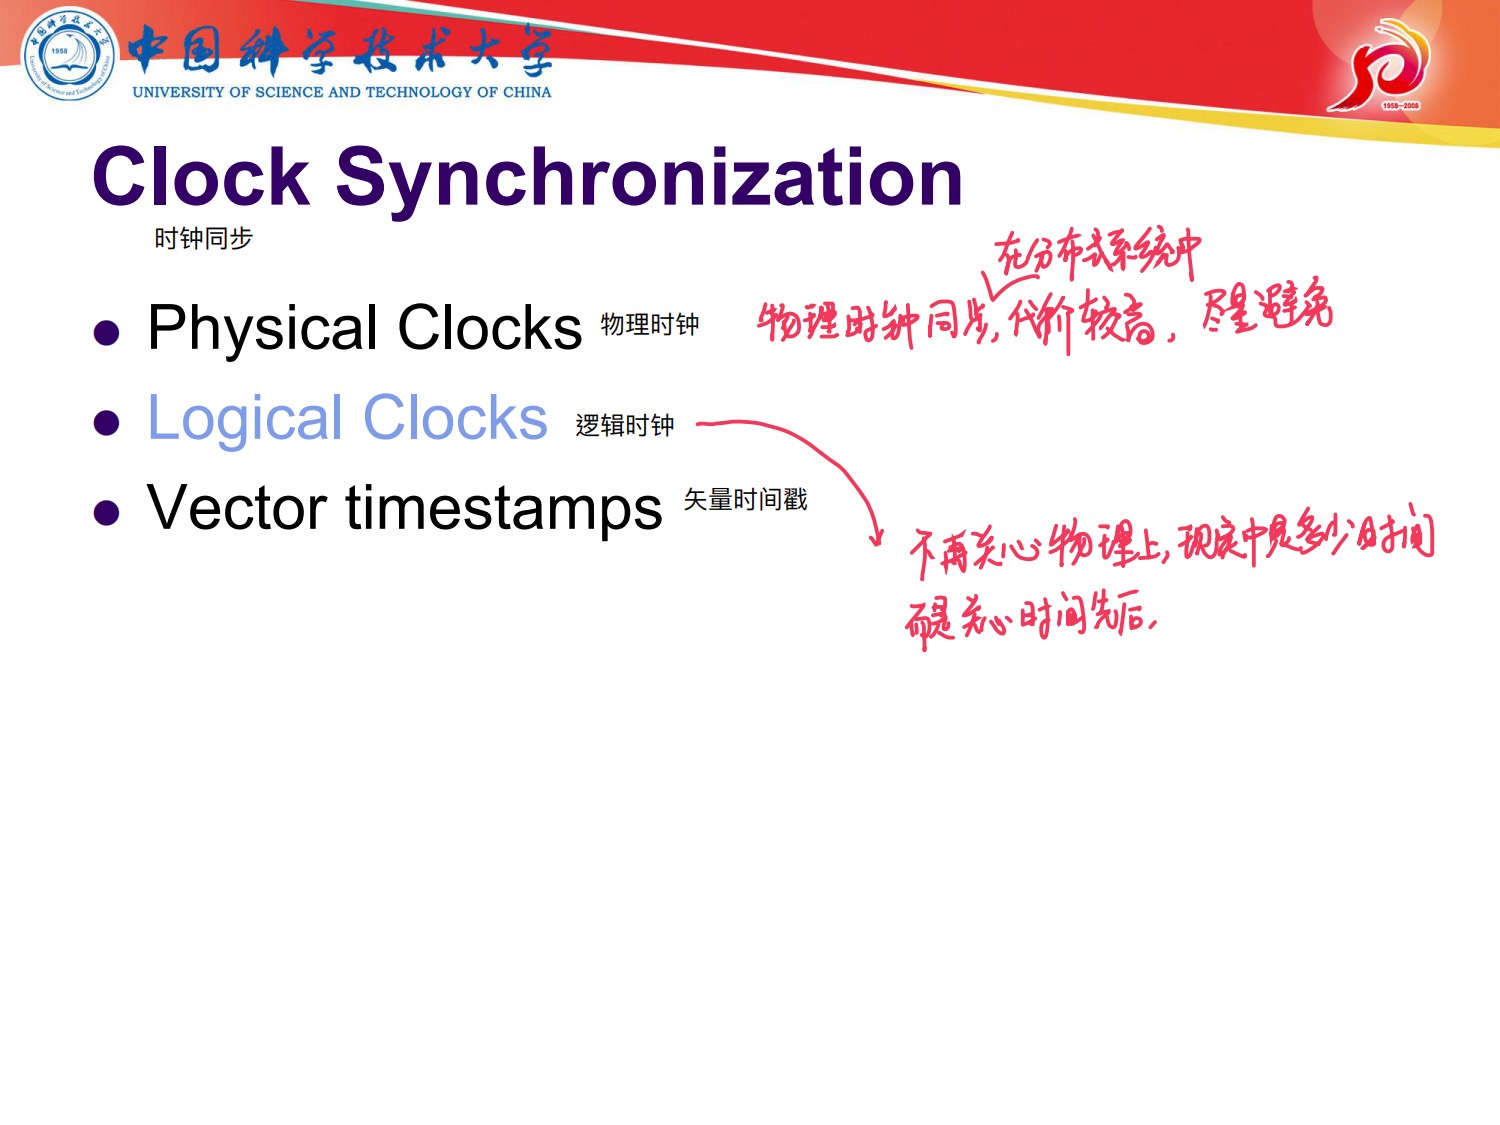 中国科学技术大学
UNIVERSITY OF SCIENCE AND TECHNOLOGY OF CHINA
1958
1958—2008
Clock Synchronization
时钟同步
在分布式系统中
Physical Clocks 物理时钟
物理时钟同步,代价较高,尽量避免
Logical Clocks 逻辑时钟
Vector timestamps 矢量时间戳
不再关心物理上,现实中是多少时间
而是关心时间先后,